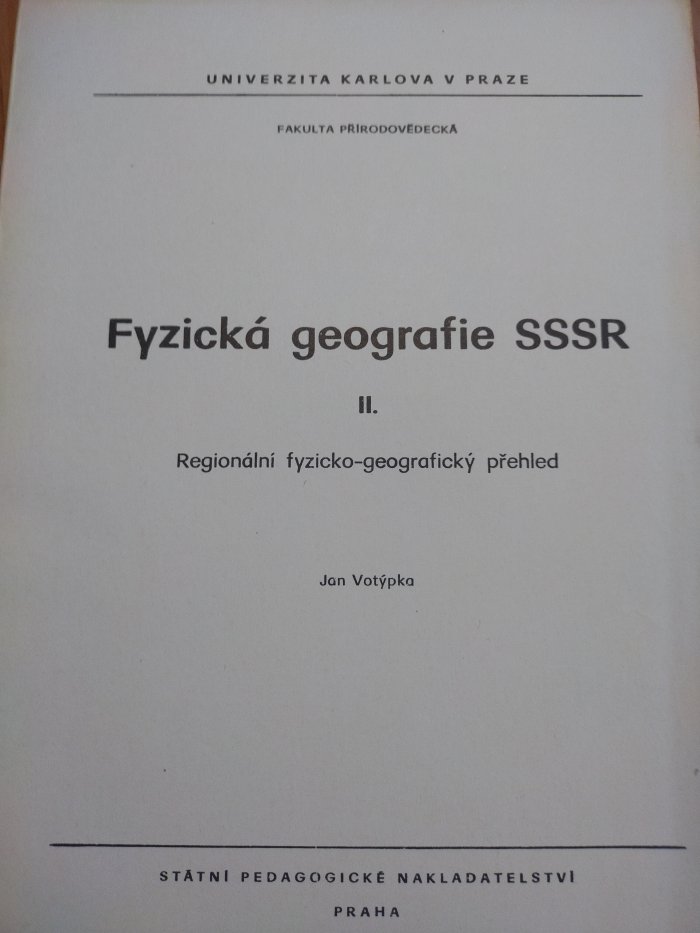 UNIVERZITA KARLOVA V PRAZE
FAKULTA PŘÍRODOVĚDECKÁ
Fyzická geografie SSSR
II.
Regionální fyzicko-geografický přehled
Jan Votýpka
STÁTNÍ PEDAGOGICKÉ NAKLADATELSTVÍ
PRAHA